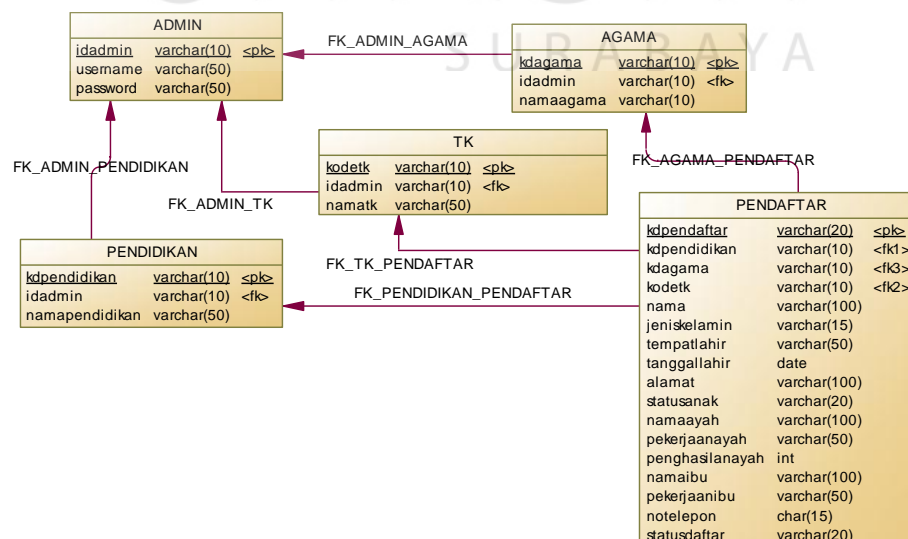 SURABAYA
ADMIN
idadmin varchar(10) <pk>
username varchar(50)
password varchar(50)
FK_ADMIN_AGAMA
AGAMA
kdagama varchar(10) <pk>
idadmin varchar(10) <fk>
namaagama varchar(10)
FK_ADMIN_PENDIDIKAN
FK_ADMIN_TK
TK
kodetk varchar(10) <pk>
idadmin varchar(10) <fk>
namatk varchar(50)
FK_AGAMA_PENDAFTAR
PENDIDIKAN
kdpendidikan varchar(10) <pk>
idadmin varchar(10) <fk>
namapendidikan varchar(50)
FK_TK_PENDAFTAR
FK_PENDIDIKAN_PENDAFTAR
PENDAFTAR
kdpendaftar varchar(20) <pk>
kdpendidikan varchar(10) <fk1>
kdagama varchar(10) <fk3>
kodetk varchar(10) <fk2>
nama varchar(100)
jeniskelamin varchar(15)
tempatlahir varchar(50)
tanggallahir date
alamat varchar(100)
statusanak varchar(20)
namaayah varchar(100)
pekerjaanayah varchar(50)
penghasilanayah int
namaibu varchar(100)
pekerjaanibu varchar(50)
notelepon char(15)
statusdaftar varchar(20)